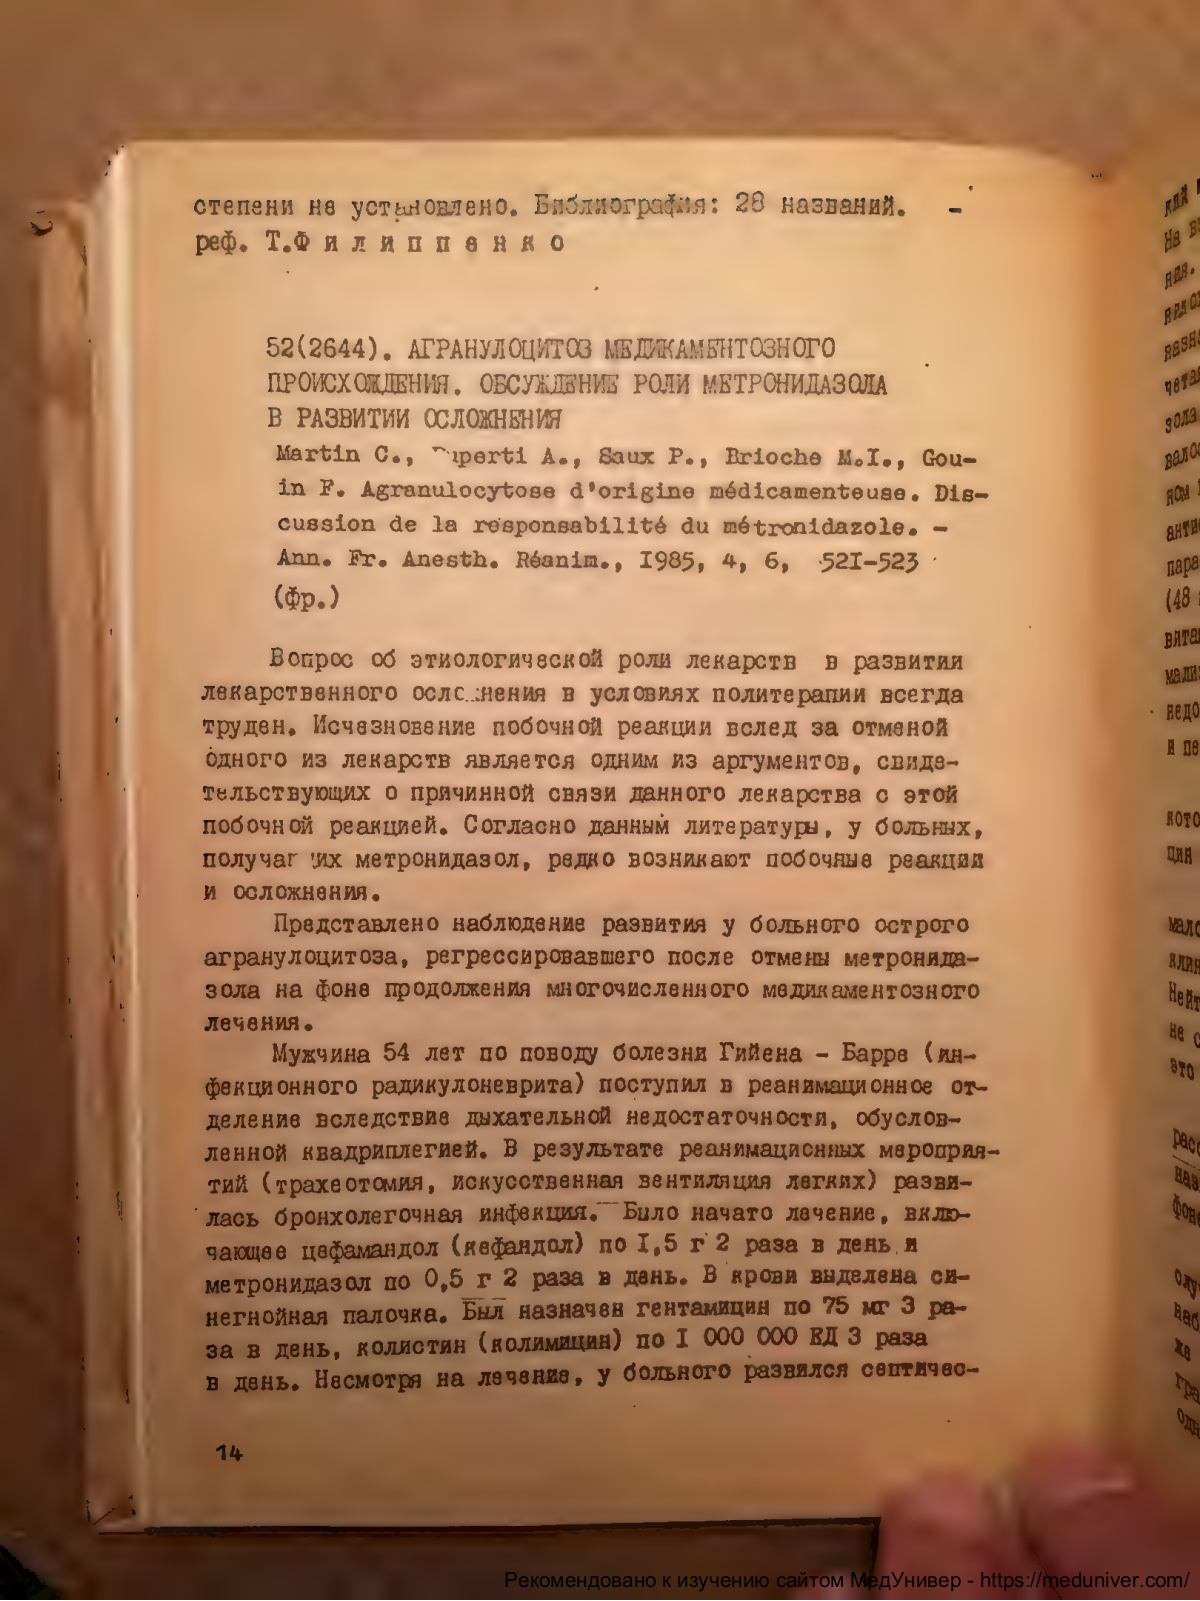 степени не установлено. Библиография: 28 названий. -
реф. Т.Ф и л и п п е н к о
52(2644). АГРАНУЛОЦИТОЗ МЕДИКАМЕНТОЗНОГО
ПРОИСХОЖДЕНИЯ. ОБСУЖДЕНИЕ РОЛИ МЕТРОНИДАЗОЛА
В РАЗВИТИИ ОСЛОЖНЕНИЯ
Martin C., A., Saux P., Brioche M.I., Gou-
in F. Agranulocytose d'origine médicamenteuse. Dis-
cussion de la responsabilité du métronidazole. -
Ann. Fr. Anesth. Réanim., 1985, 4, 6, 521-523
(Фр.)
Вопрос об этиологической роли лекарств в развитии
лекарственного осложнения в условиях политерапии всегда
труден. Исчезновение побочной реакции вслед за отменой
одного из лекарств является одним из аргументов, свиде-
тельствующих о причинной связи данного лекарства с этой
побочной реакцией. Согласно данным литературы, у больных,
получающих метронидазол, редко возникают побочные реакции
и осложнения.
Представлено наблюдение развития у больного острого
агранулоцитоза, регрессировавшего после отмены метронида-
зола на фоне продолжения многочисленного медикаментозного
лечения.
Мужчина 54 лет по поводу болезни Гийена - Барре (ин-
фекционного радикулоневрита) поступил в реанимационное от-
деление вследствие дыхательной недостаточности, обуслов-
ленной квадриплегией. В результате реанимационных мероприя-
тий (трахеотомия, искусственная вентиляция легких) разви-
лась бронхолегочная инфекция. Было начато лечение, вклю-
чающее цефамандол (кефандол) по 1,5 г 2 раза в день и
метронидазол по 0,5 г 2 раза в день. В крови выделена си-
негнойная палочка. Был назначен гентамицин по 75 мг 3 ра-
за в день, колистин (колимицин) по 1 000 000 ЕД 3 раза
в день. Несмотря на лечение, у больного развился септичес-
14
Рекомендовано к изучению сайтом МедУнивер - https://meduniver.com/